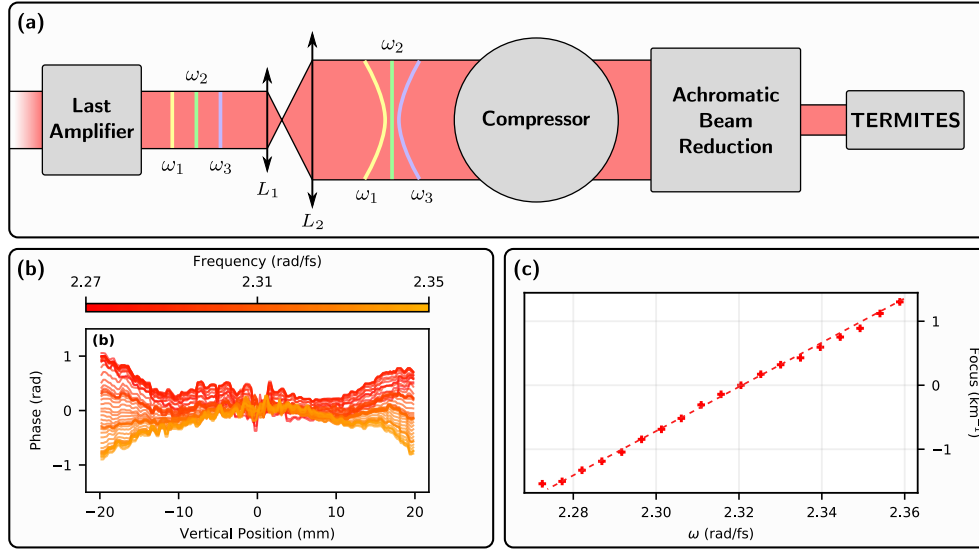 (a)
Last
Amplifier
ω₂
ω₁
ω₃
L₁
L₂
ω₂
ω₁
ω₃
Compressor
Achromatic
Beam
Reduction
TERMITES
(b)
Frequency (rad/fs)
2.27
2.31
2.35
(b)
Phase (rad)
1
0
−1
−20
−10
0
10
20
Vertical Position (mm)
(c)
1
0
−1
Focus (km⁻¹)
2.28
2.30
2.32
2.34
2.36
ω (rad/fs)